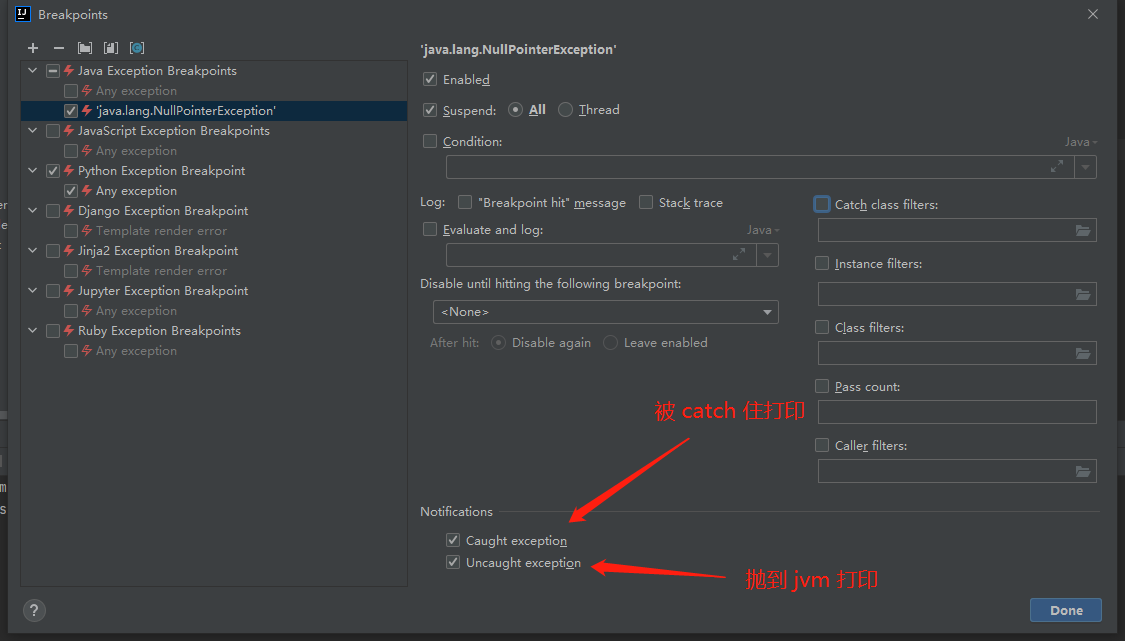 Breakpoints
Java Exception Breakpoints
Any exception
'java.lang.NullPointerException'
JavaScript Exception Breakpoints
Any exception
Python Exception Breakpoint
Any exception
Django Exception Breakpoint
Template render error
Jinja2 Exception Breakpoint
Template render error
Jupyter Exception Breakpoint
Any exception
Ruby Exception Breakpoints
Any exception
'java.lang.NullPointerException'
Enabled
Suspend: All Thread
Condition: Java
Log: "Breakpoint hit" message Stack trace
Evaluate and log: Java
Disable until hitting the following breakpoint:
<None>
After hit: Disable again Leave enabled
Catch class filters:
Instance filters:
Class filters:
Pass count:
Caller filters:
被 catch 住打印
Notifications
Caught exception
Uncaught exception
抛到 jvm 打印
?
Done